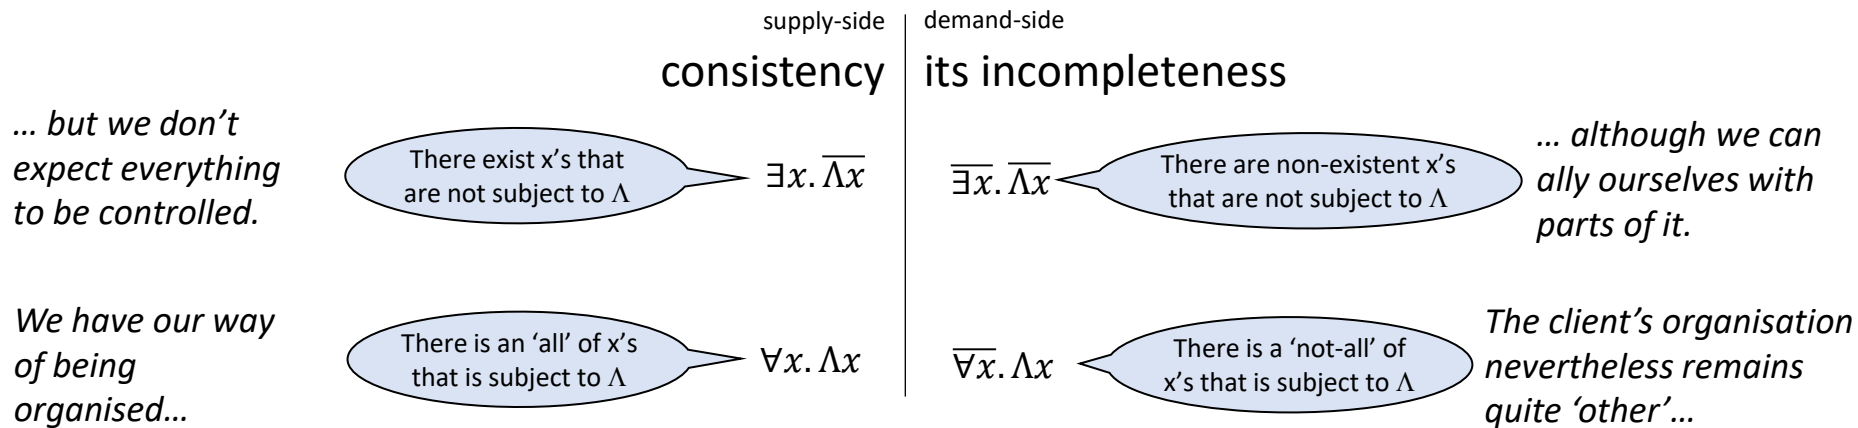 supply-side
demand-side
consistency
its incompleteness
… but we don’t
expect everything
to be controlled.
There exist x’s that
are not subject to Λ
∃x. Λ̅x̅
∃̅x̅. Λ̅x̅
There are non-existent x’s
that are not subject to Λ
… although we can
ally ourselves with
parts of it.
We have our way
of being
organised…
There is an ‘all’ of x’s
that is subject to Λ
∀x. Λx
∀̅x̅. Λx
There is a ‘not-all’ of
x’s that is subject to Λ
The client’s organisation
nevertheless remains
quite ‘other’…